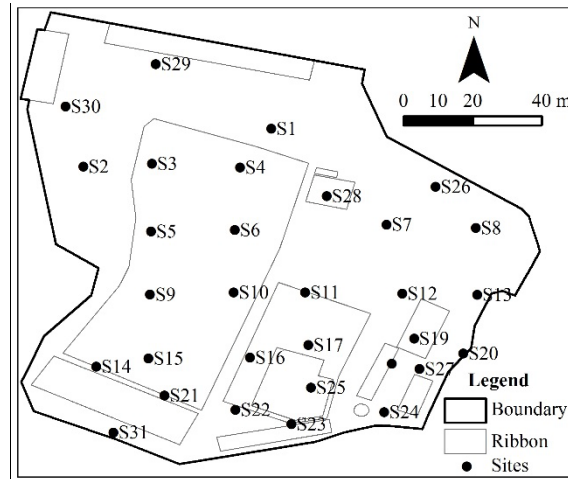 N
0 10 20 40 m
S29
S30
S1
S2
S3
S4
S28
S26
S5
S6
S7
S8
S9
S10
S11
S12
S13
S19
S14
S15
S16
S17
S20
S27
S25
S21
S22
S24
S23
S31
Legend
Boundary
Ribbon
Sites